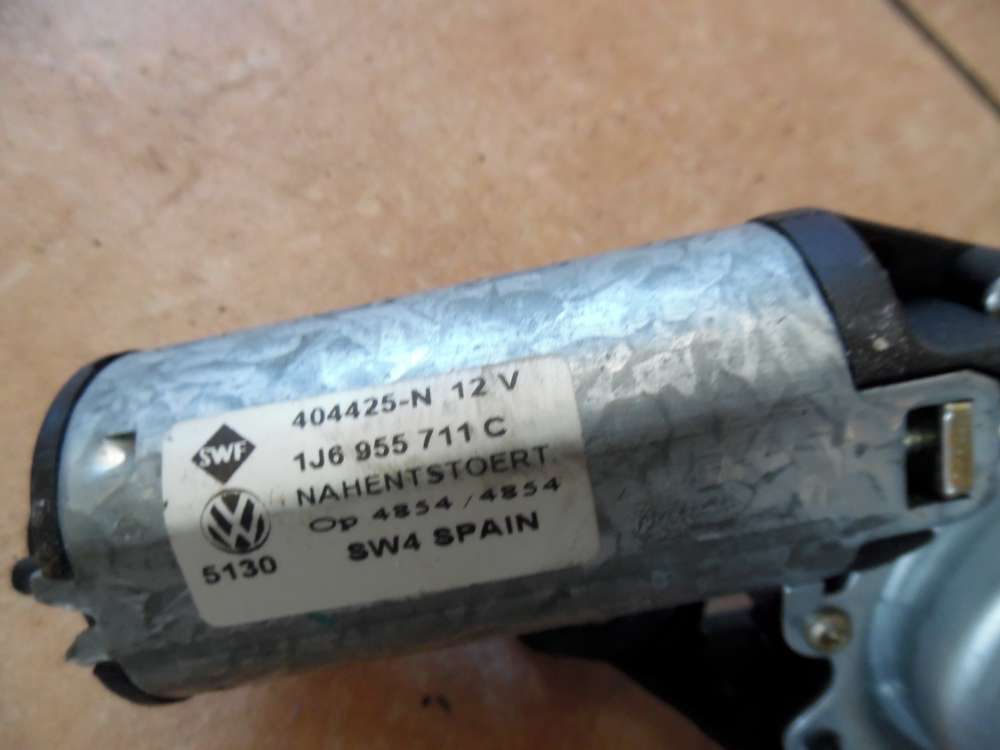 404425-N 12 V
SWF
1J6 955 711 C
NAHENTSTOERT
Op 4854 / 4854
SW4 SPAIN
5130